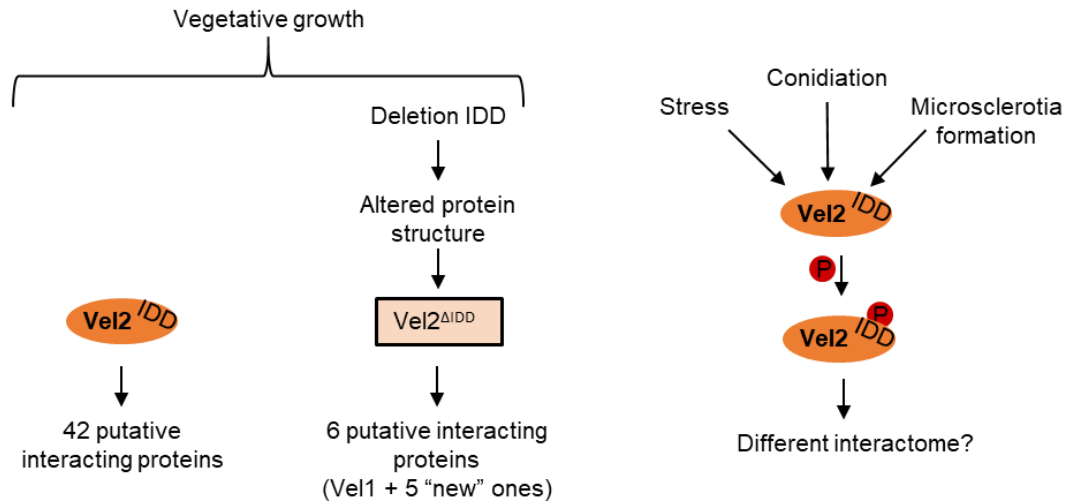 Vegetative growth
Deletion IDD
Altered protein
structure
Vel2 IDD
Vel2ΔIDD
42 putative
interacting proteins
6 putative interacting
proteins
(Vel1 + 5 “new” ones)
Conidiation
Stress
Microsclerotia
formation
Vel2 IDD
P
P
Vel2 IDD
Different interactome?